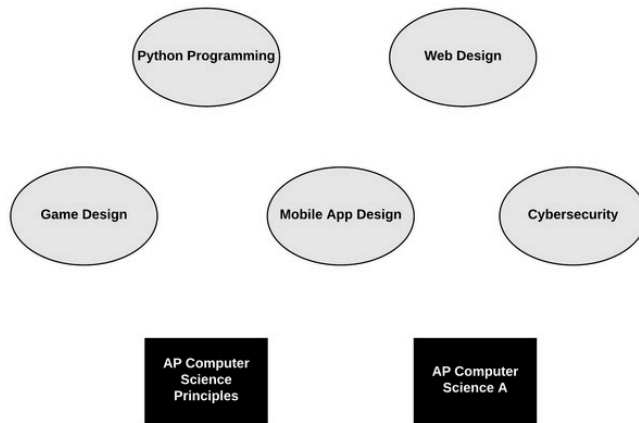 Python Programming
Web Design
Game Design
Mobile App Design
Cybersecurity
AP Computer
Science
Principles
AP Computer
Science A